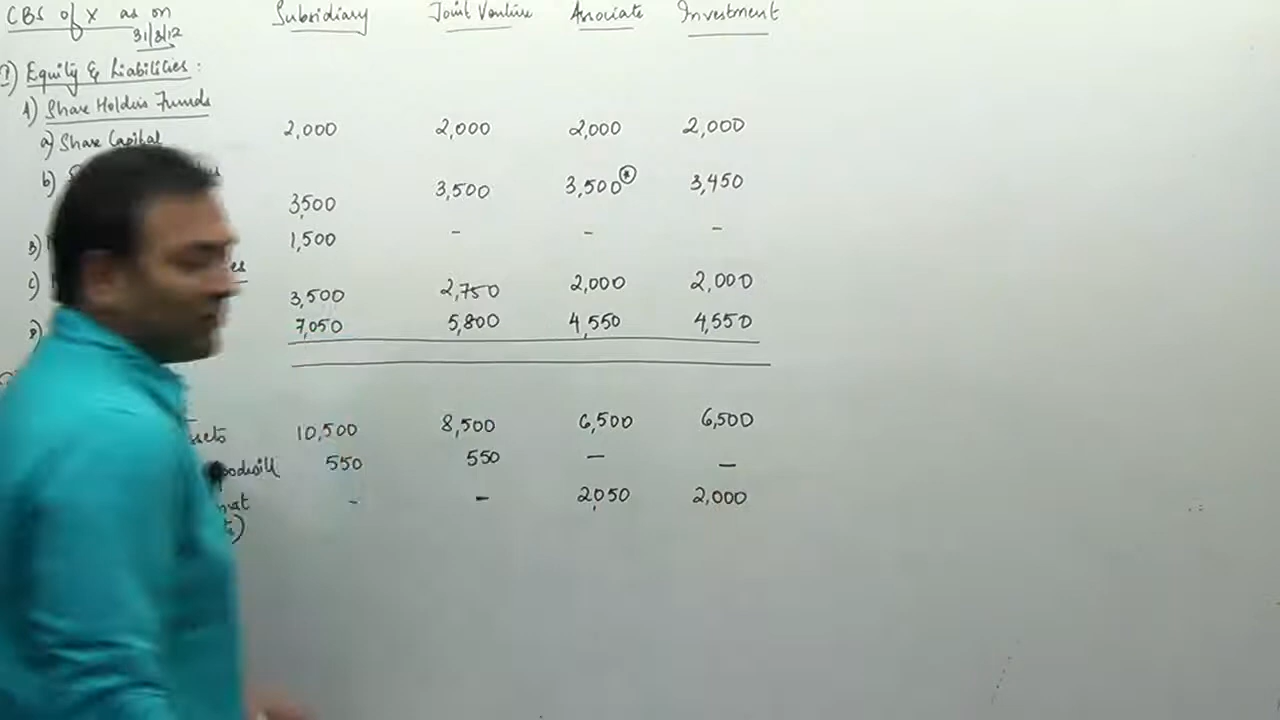 CBS of X as on Subsidiary Joint Venture Associate Investment
31/3/12
I) Equity & Liabilities :
1) Share Holders Funds
a) Share Capital 2,000 2,000 2,000 2,000
b) 3,500 3,500 3,500* 3,450
3) 1,500 - - -
c) 3,500 2,750 2,000 2,000
7,050 5,800 4,550 4,550
10,500 8,500 6,500 6,500
550 550 - -
- - 2,050 2,000